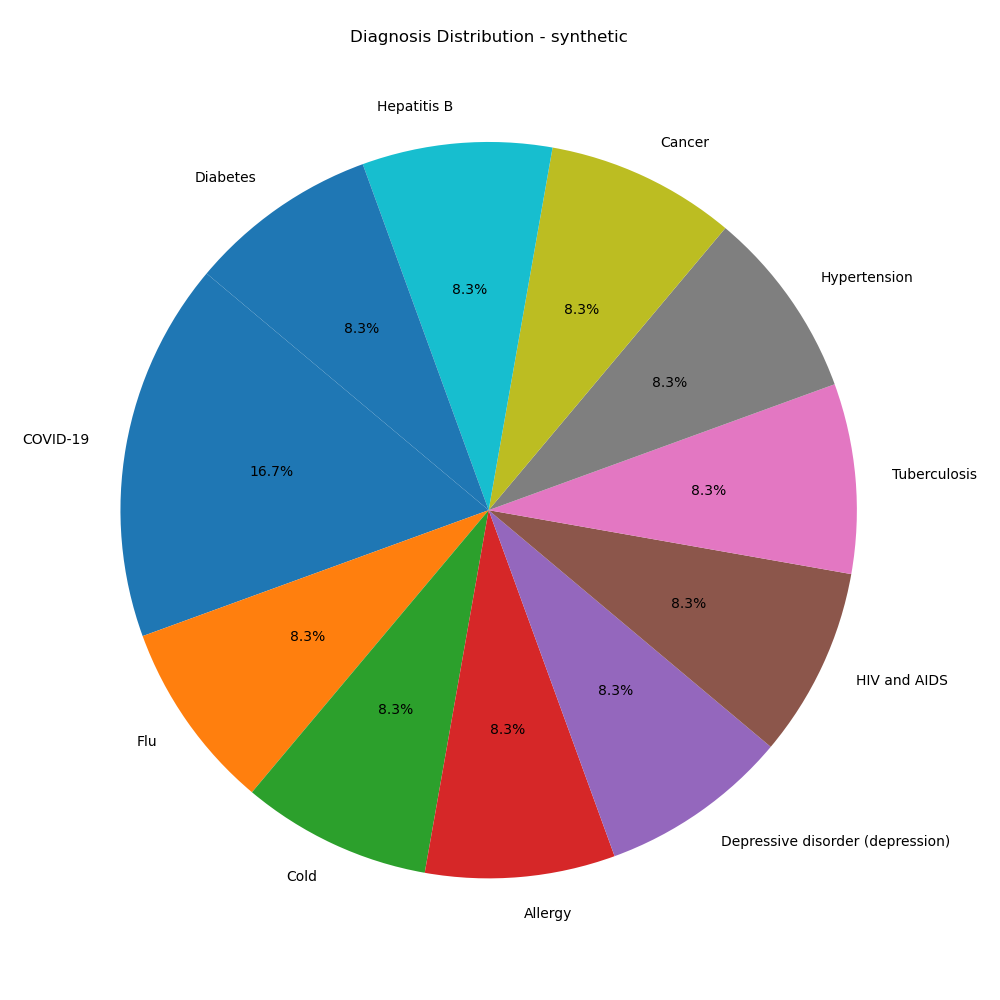 Diagnosis Distribution - synthetic
Hepatitis B
Cancer
Diabetes
Hypertension
8.3%
8.3%
8.3%
8.3%
COVID-19
16.7%
Tuberculosis
8.3%
8.3%
8.3%
HIV and AIDS
8.3%
8.3%
8.3%
Flu
Depressive disorder (depression)
Cold
Allergy